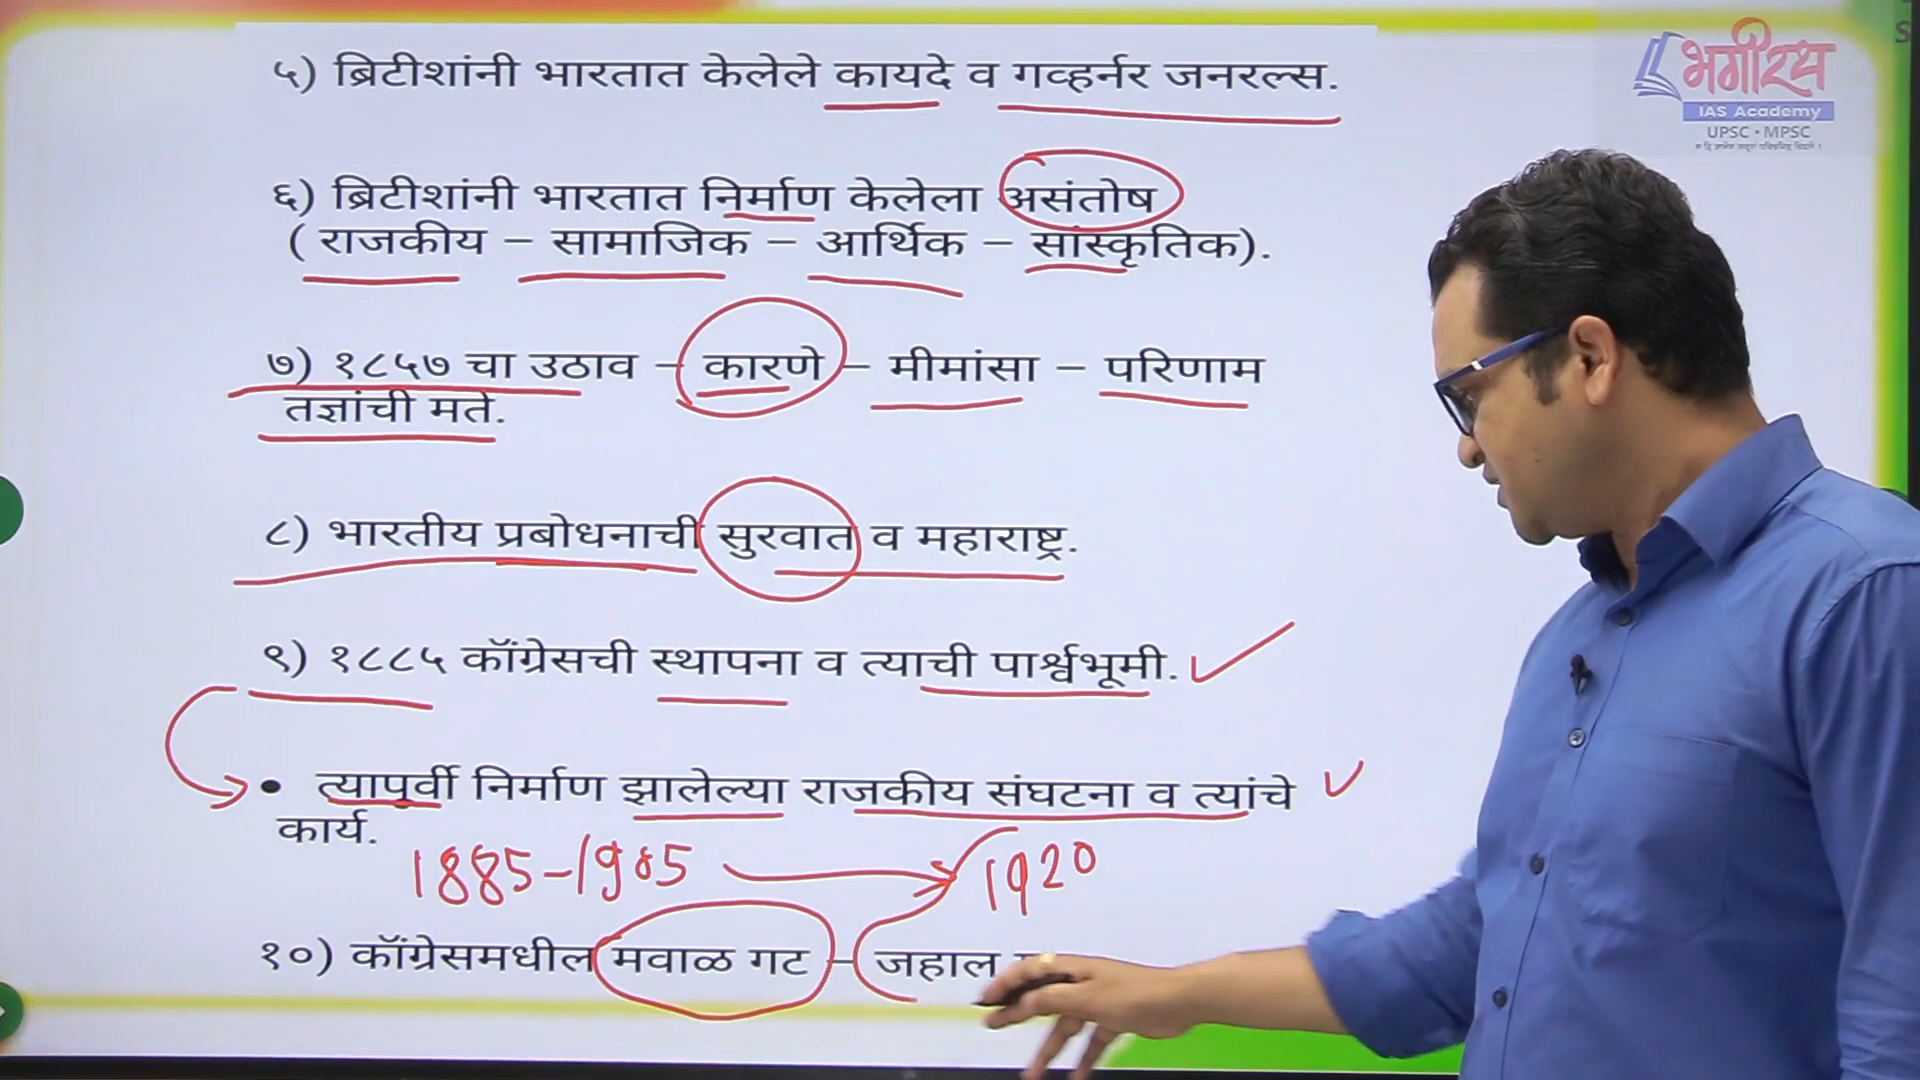 ५) ब्रिटीशांनी भारतात केलेले कायदे व गव्हर्नर जनरल्स.
६) ब्रिटीशांनी भारतात निर्माण केलेला असंतोष
( राजकीय – सामाजिक – आर्थिक – सांस्कृतिक).
७) १८५७ चा उठाव – कारणे – मीमांसा – परिणाम
तज्ञांची मते.
८) भारतीय प्रबोधनाची सुरवात व महाराष्ट्र.
९) १८८५ काँग्रेसची स्थापना व त्याची पार्श्वभूमी.
• त्यापूर्वी निर्माण झालेल्या राजकीय संघटना व त्यांचे
कार्य.
1885-1905 1920
१०) काँग्रेसमधील मवाळ गट – जहाल
भगीरथ
IAS Academy
UPSC • MPSC